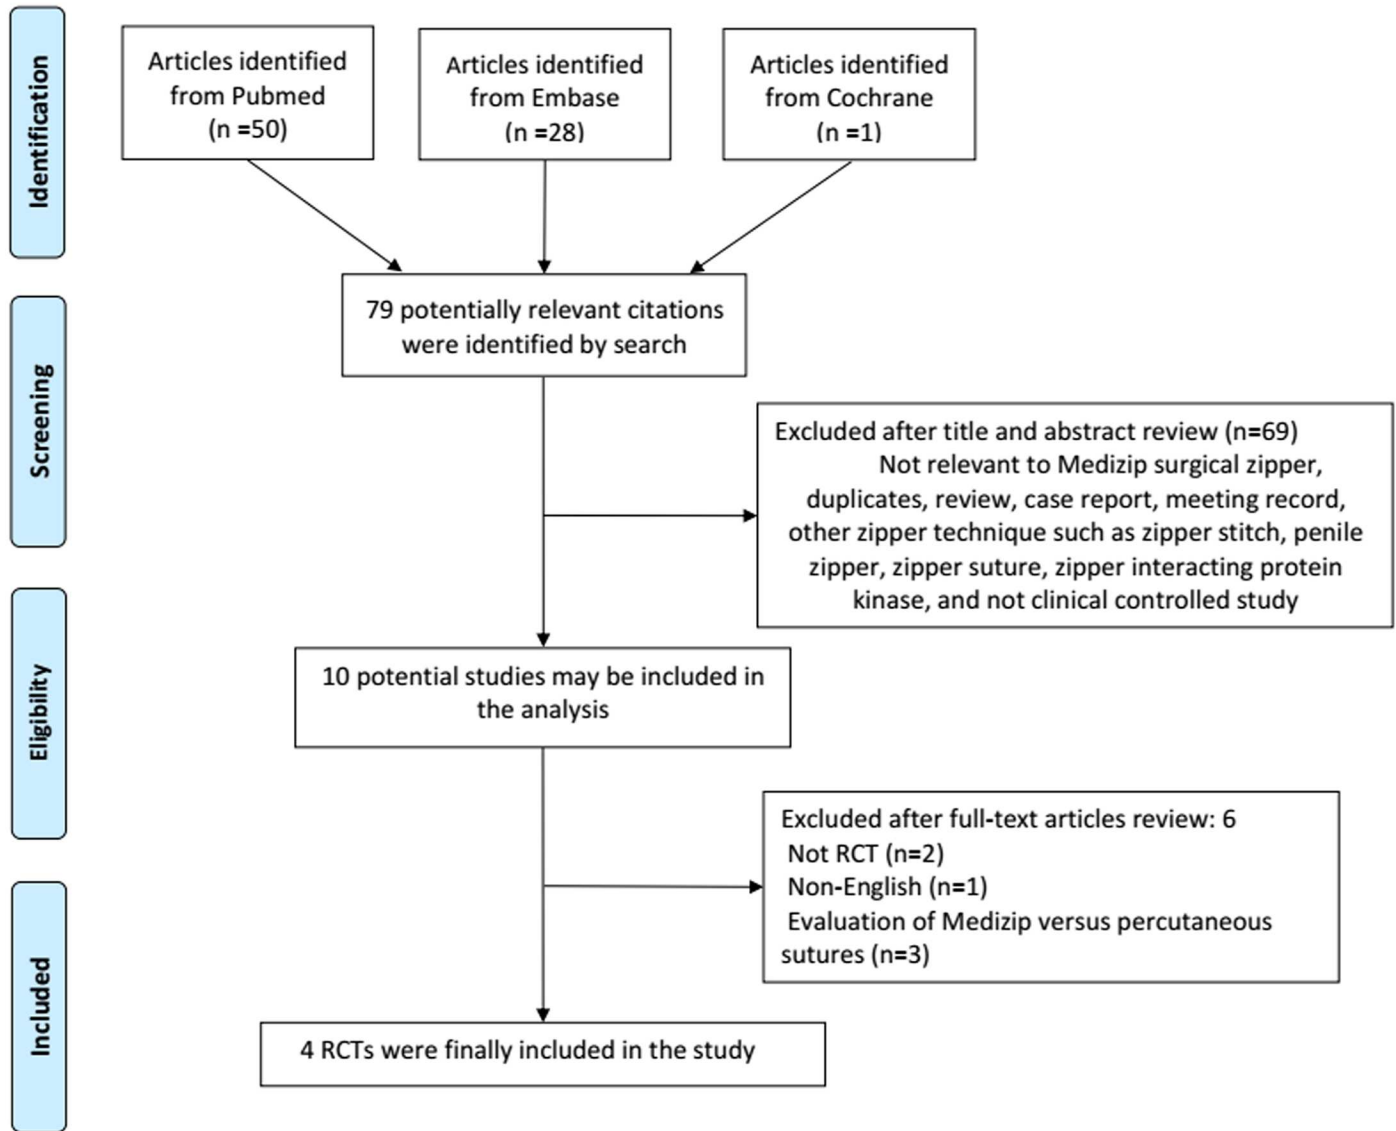 Identification
Articles identified
from Pubmed
(n =50)
Articles identified
from Embase
(n =28)
Articles identified
from Cochrane
(n =1)
Screening
79 potentially relevant citations
were identified by search
Excluded after title and abstract review (n=69)
Not relevant to Medizip surgical zipper,
duplicates, review, case report, meeting record,
other zipper technique such as zipper stitch, penile
zipper, zipper suture, zipper interacting protein
kinase, and not clinical controlled study
Eligibility
10 potential studies may be included in
the analysis
Excluded after full-text articles review: 6
Not RCT (n=2)
Non-English (n=1)
Evaluation of Medizip versus percutaneous
sutures (n=3)
Included
4 RCTs were finally included in the study